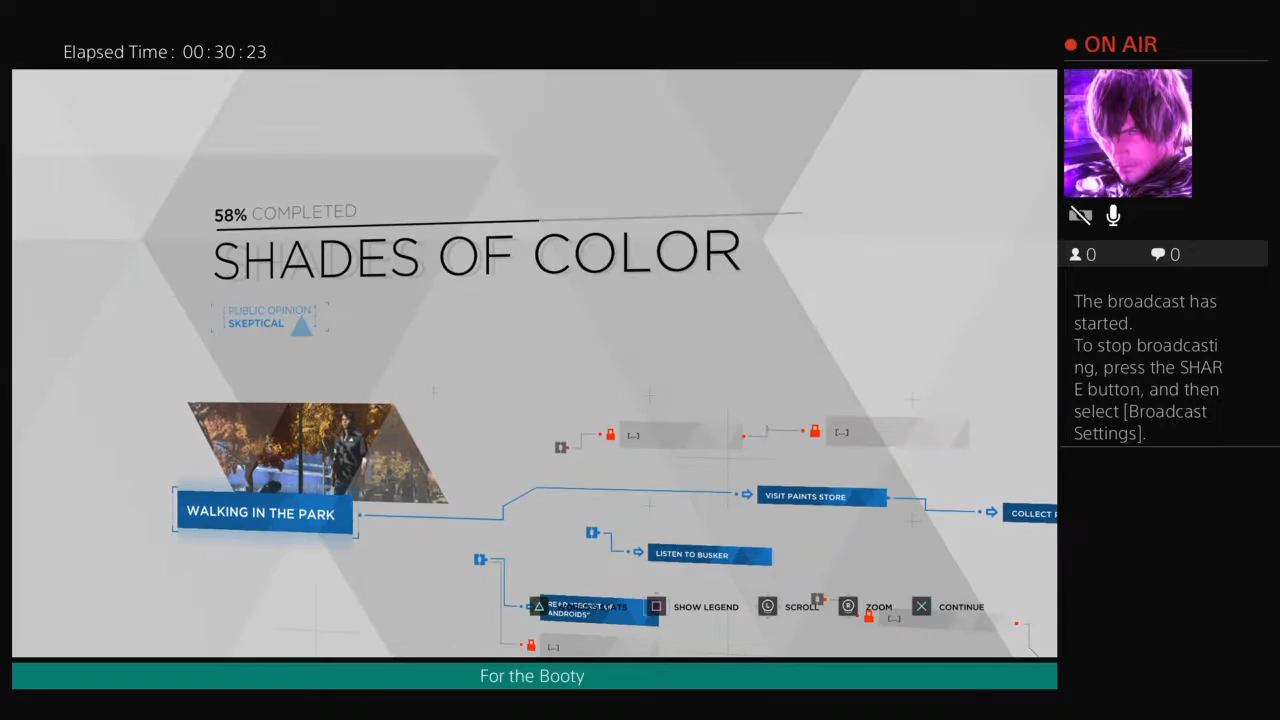 Elapsed Time: 00:30:23
ON AIR
58% COMPLETED
SHADES OF COLOR
PUBLIC OPINION
SKEPTICAL
0
0
The broadcast has
started.
To stop broadcasti
ng, press the SHAR
E button, and then
select [Broadcast
Settings].
[...]
[...]
WALKING IN THE PARK
VISIT PAINTS STORE
COLLECT
LISTEN TO BUSKER
ANDROIDS"
SHOW LEGEND
SCROLL
ZOOM
CONTINUE
[...]
[...]
For the Booty